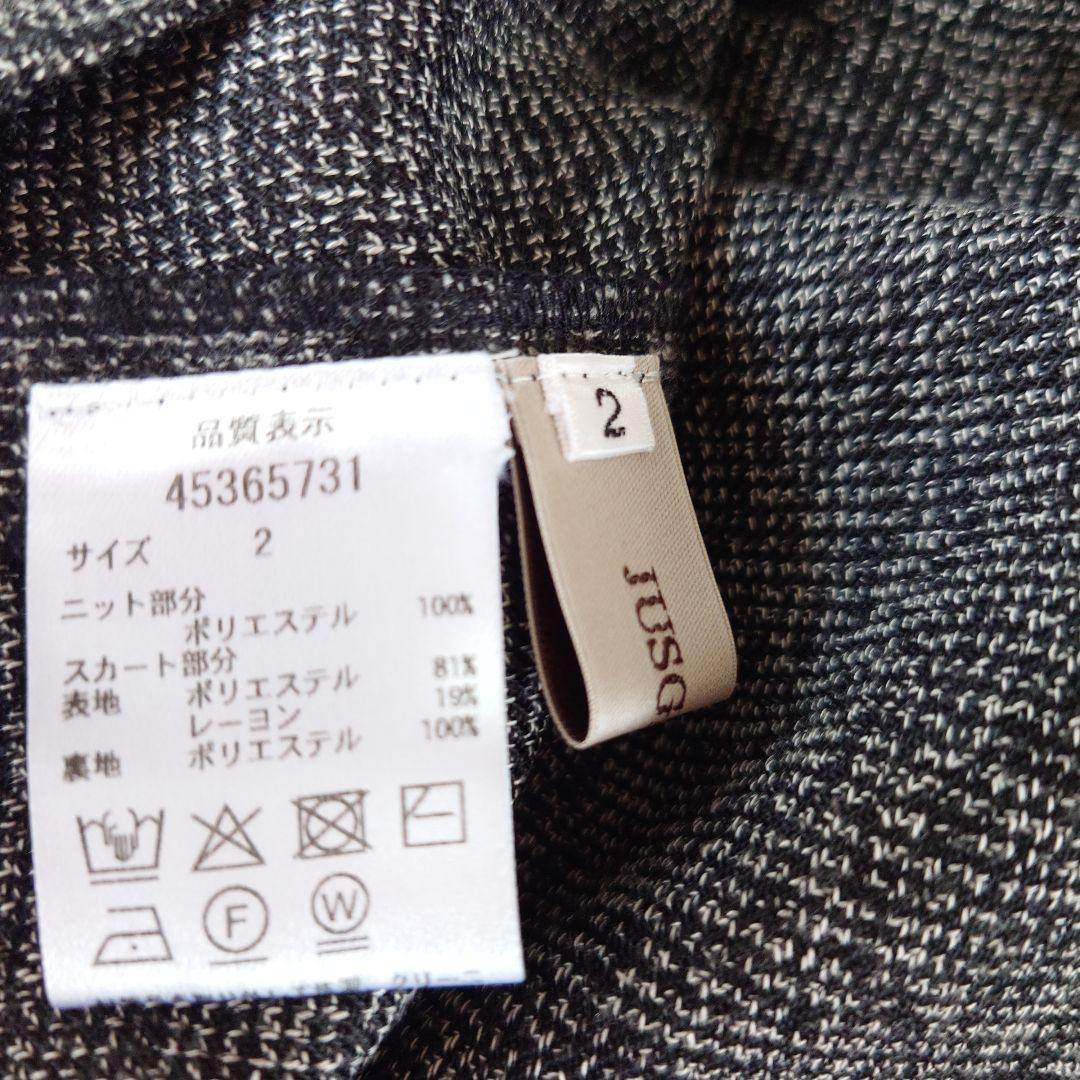 品質表示
45365731
サイズ 2
ニット部分
ポリエステル 100%
スカート部分
表地 ポリエステル 81%
レーヨン 19%
裏地 ポリエステル 100%
F
W
2
JUSG